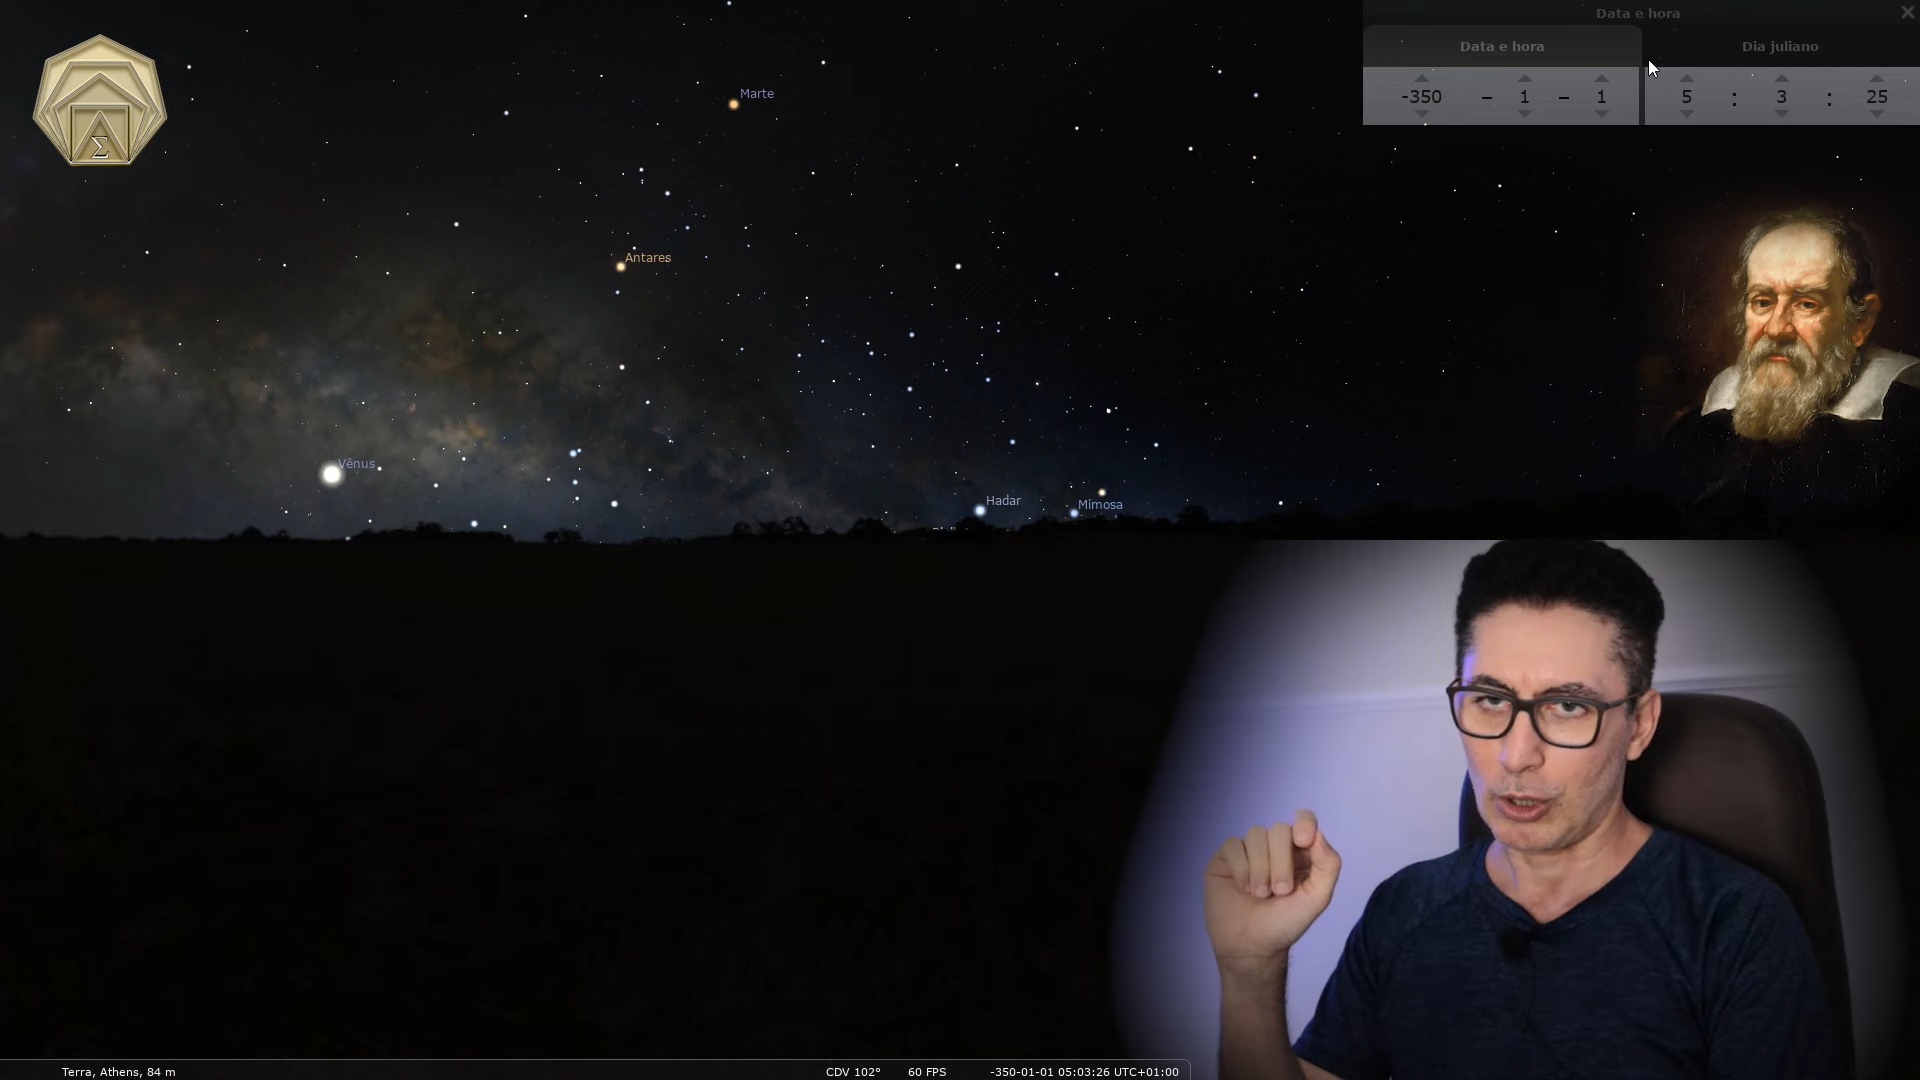 Data e hora
Data e hora
Dia juliano
-350 – 1 – 1
5 : 3 : 25
Marte
Antares
Vênus
Hadar
Mimosa
Σ
Terra, Athens, 84 m
CDV 102°
60 FPS
-350-01-01 05:03:26 UTC+01:00